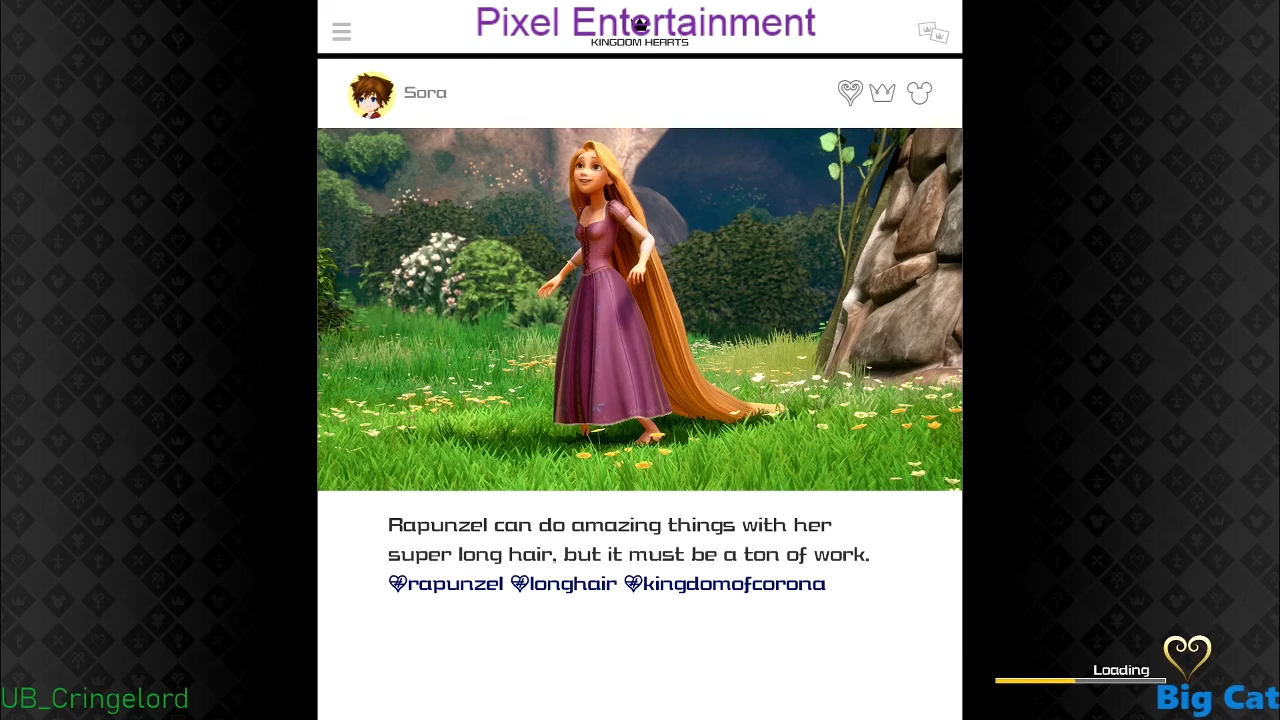 Pixel Entertainment
KINGDOM HEARTS
Sora
Rapunzel can do amazing things with her
super long hair, but it must be a ton of work.
#rapunzel #longhair #kingdomofcorona
Loading
UB_Cringelord
Big Cat